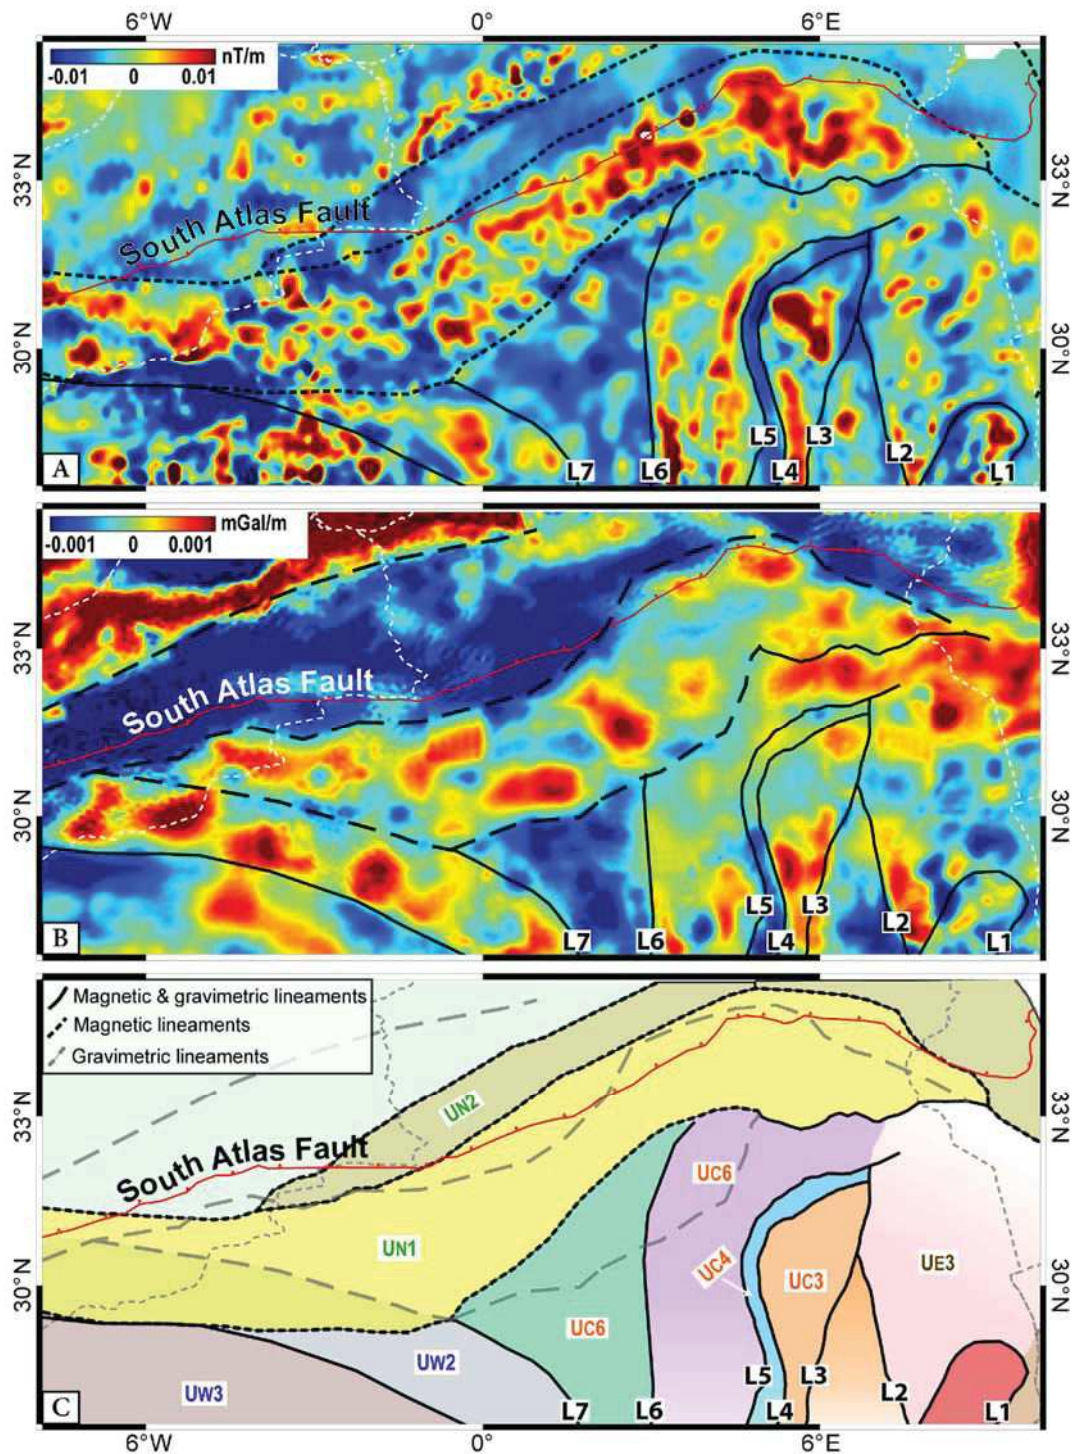 6°W 0° 6°E
nT/m
-0.01 0 0.01
33°N 33°N
South Atlas Fault
30°N 30°N
L7 L6 L5 L4 L3 L2 L1
A
mGal/m
-0.001 0 0.001
33°N 33°N
South Atlas Fault
30°N 30°N
L7 L6 L5 L4 L3 L2 L1
B
Magnetic & gravimetric lineaments
Magnetic lineaments
Gravimetric lineaments
UN2
33°N 33°N
South Atlas Fault
UC6
UN1
UC4 UC3 UE3
30°N 30°N
UC6
UW2
UW3
L7 L6 L5 L4 L3 L2 L1
C
6°W 0° 6°E